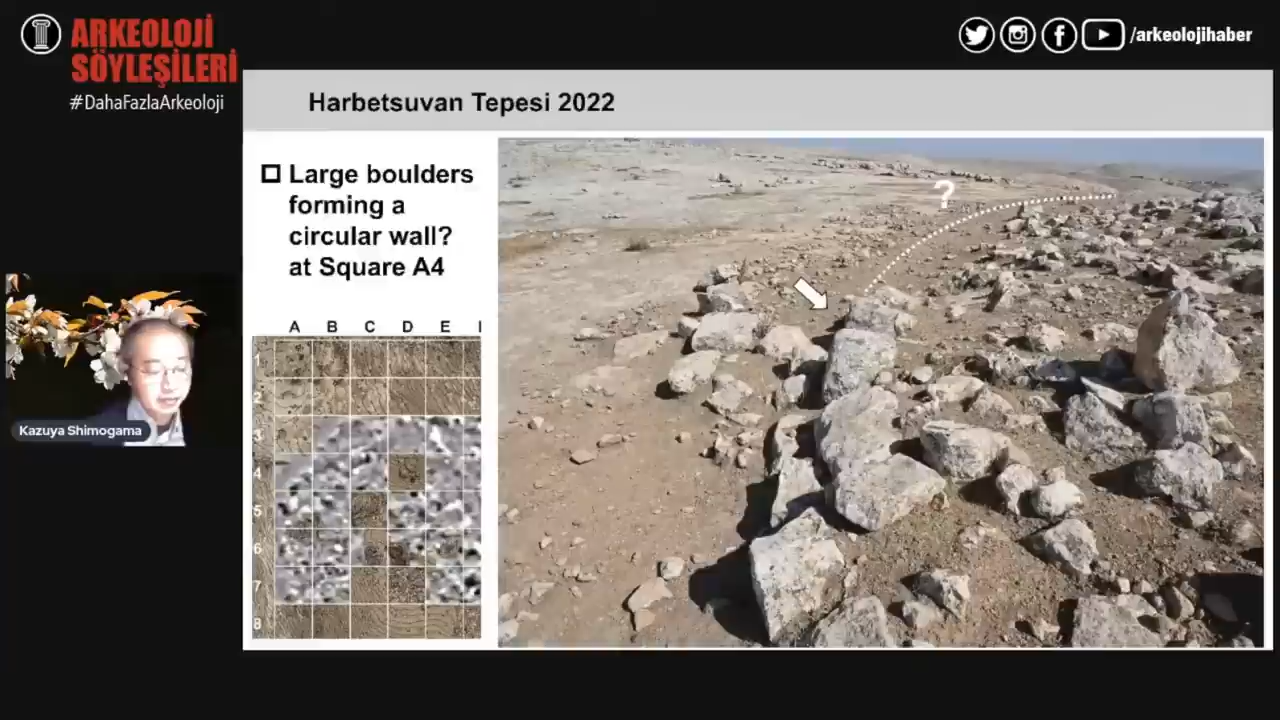 ARKEOLOJİ
SÖYLEŞİLERİ
#DahaFazlaArkeoloji
/arkeolojihaber
Harbetsuvan Tepesi 2022
Large boulders
forming a
circular wall?
at Square A4
A B C D E
1
2
3
4
5
6
7
8
?
Kazuya Shimogama